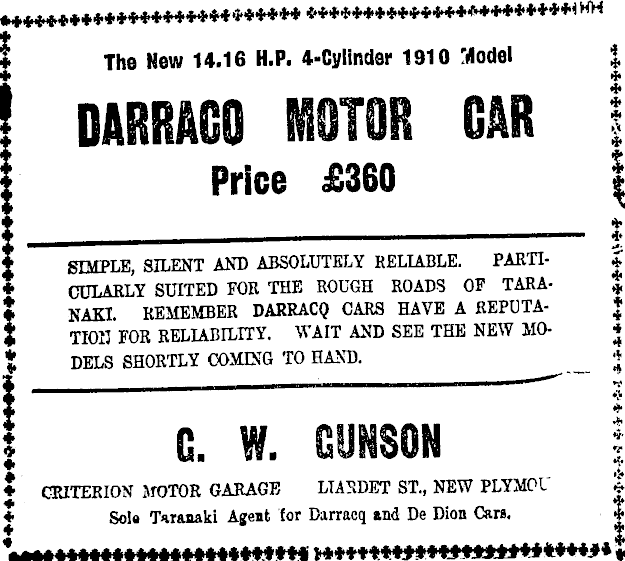 The New 14.16 H.P. 4-Cylinder 1910 Model
DARRACQ MOTOR CAR
Price £360
SIMPLE, SILENT AND ABSOLUTELY RELIABLE. PARTI-
CULARLY SUITED FOR THE ROUGH ROADS OF TARA-
NAKI. REMEMBER DARRACQ CARS HAVE A REPUTA-
TION FOR RELIABILITY. WAIT AND SEE THE NEW MO-
DELS SHORTLY COMING TO HAND.
G. W. GUNSON
CRITERION MOTOR GARAGE LIARDET ST., NEW PLYMOU
Sole Taranaki Agent for Darracq and De Dion Cars.